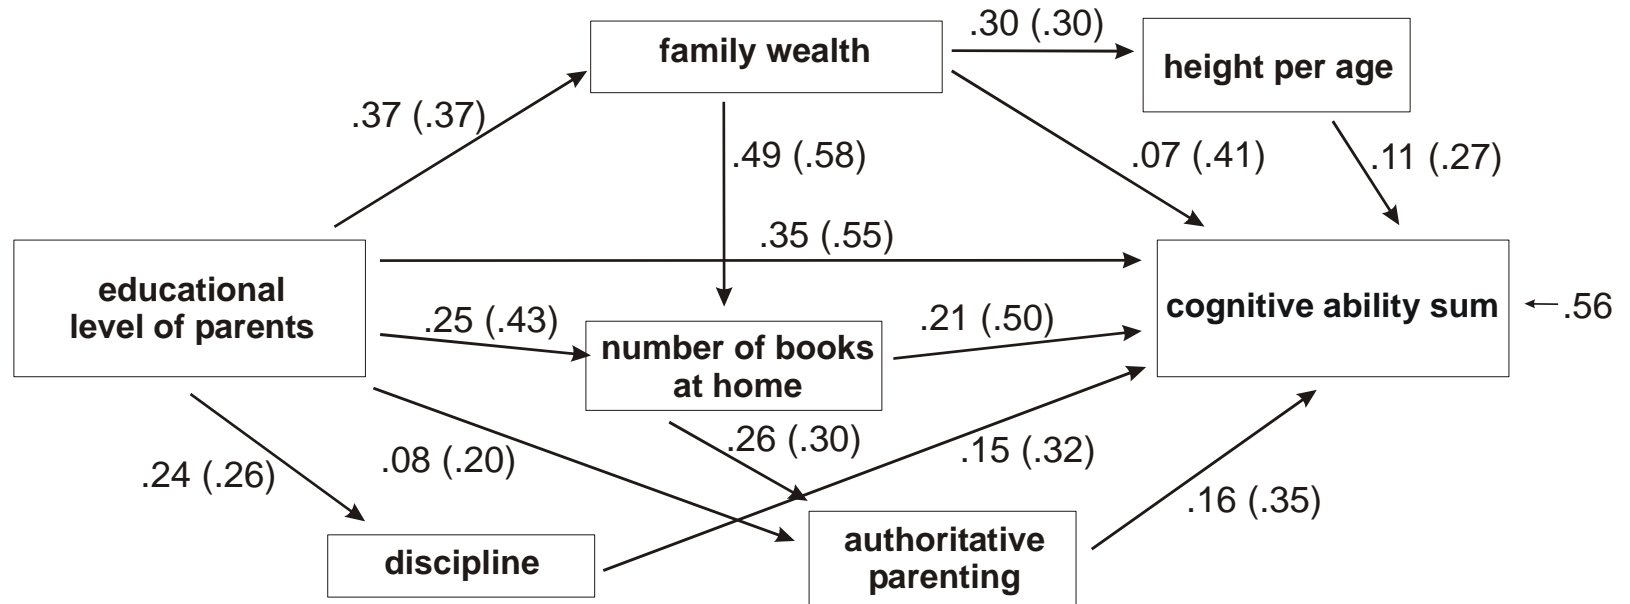 .30 (.30)
family wealth
height per age
.37 (.37)
.49 (.58)
.07 (.41)
.11 (.27)
.35 (.55)
educational
level of parents
cognitive ability sum
.56
.25 (.43)
.21 (.50)
number of books
at home
.26 (.30)
.24 (.26)
.08 (.20)
.15 (.32)
.16 (.35)
discipline
authoritative
parenting